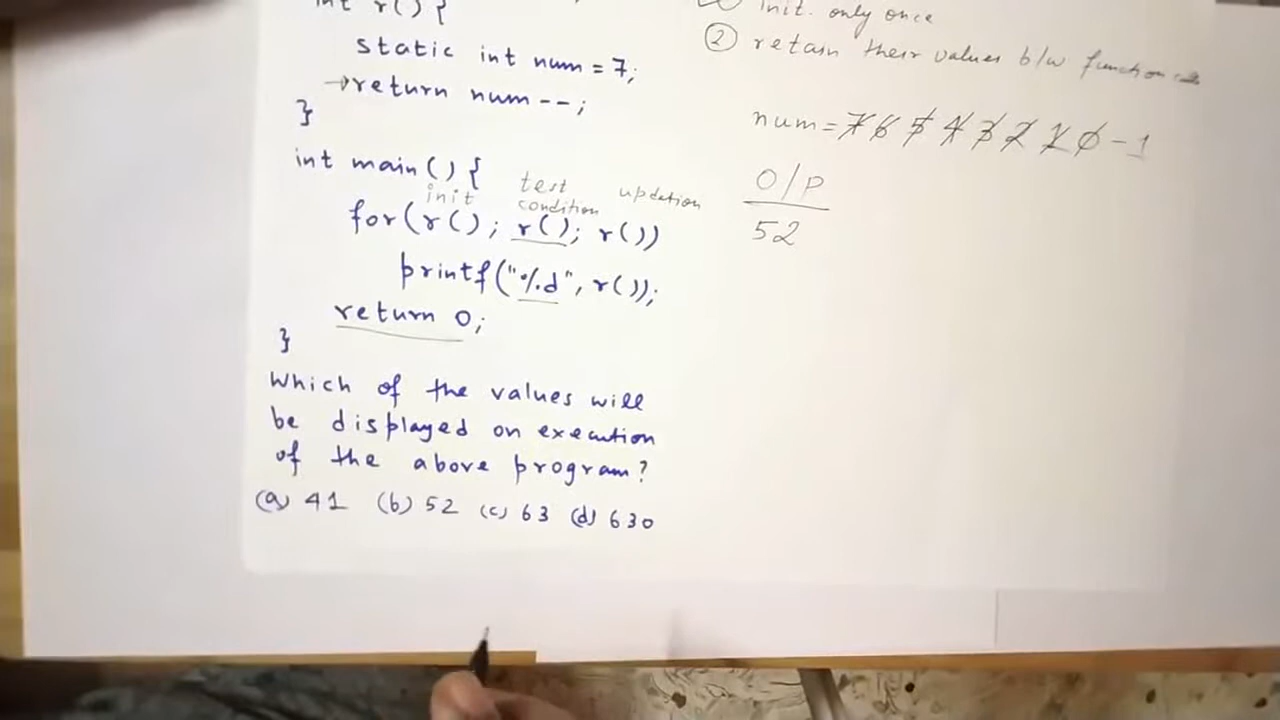 int r() {
static int num = 7;
→return num--;
}
int main() {
init test condition updation
for(r(); r(); r())
printf("%d", r());
return 0;
}
Which of the values will
be displayed on execution
of the above program?
(a) 41 (b) 52 (c) 63 (d) 630
init. only once
② retain their values b/w function
num = 7 6 5 4 3 2 1 0 -1
O/P
52